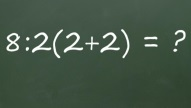 8:2(2+2) = ?